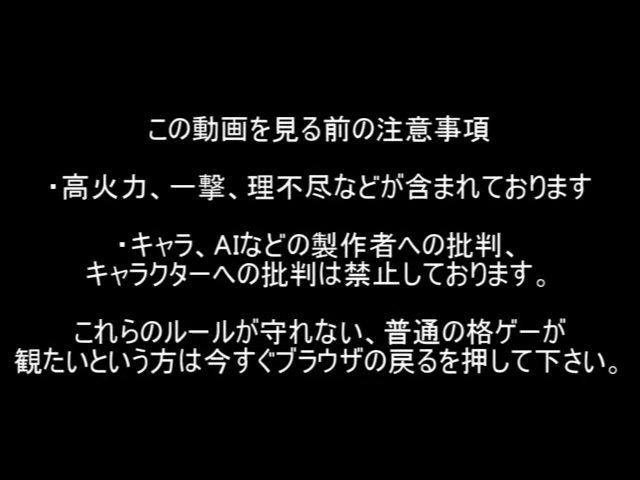 この動画を見る前の注意事項
・高火力、一撃、理不尽などが含まれております
・キャラ、AIなどの製作者への批判、
キャラクターへの批判は禁止しております。
これらのルールが守れない、普通の格ゲーが
観たいという方は今すぐブラウザの戻るを押して下さい。